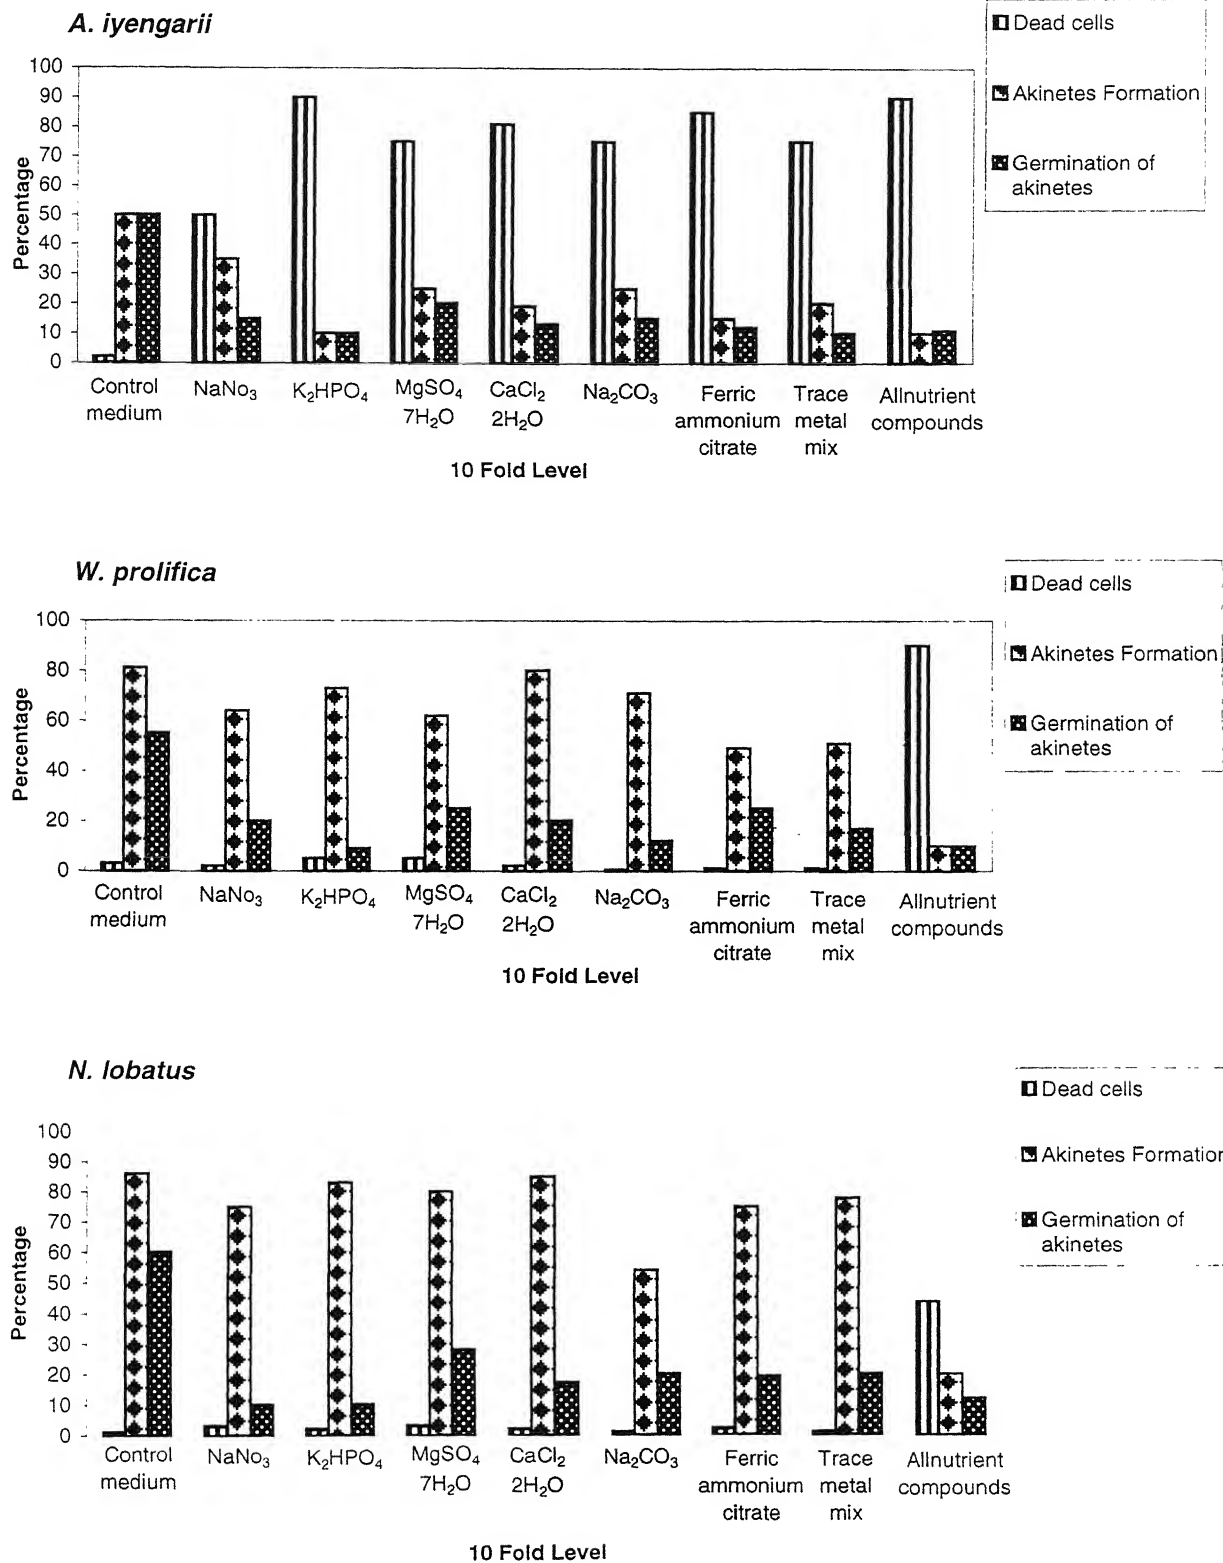 A. iyengarii
Dead cells
Akinetes Formation
Germination of
akinetes
Percentage
100
90
80
70
60
50
40
30
20
10
0
Control
medium
NaNo₃
K₂HPO₄
MgSO₄
7H₂O
CaCl₂
2H₂O
Na₂CO₃
Ferric
ammonium
citrate
Trace
metal
mix
Allnutrient
compounds
10 Fold Level
W. prolifica
Dead cells
Akinetes Formation
Germination of
akinetes
Percentage
100
80
60
40
20
0
Control
medium
NaNo₃
K₂HPO₄
MgSO₄
7H₂O
CaCl₂
2H₂O
Na₂CO₃
Ferric
ammonium
citrate
Trace
metal
mix
Allnutrient
compounds
10 Fold Level
N. lobatus
Dead cells
Akinetes Formation
Germination of
akinetes
Percentage
100
90
80
70
60
50
40
30
20
10
0
Control
medium
NaNo₃
K₂HPO₄
MgSO₄
7H₂O
CaCl₂
2H₂O
Na₂CO₃
Ferric
ammonium
citrate
Trace
metal
mix
Allnutrient
compounds
10 Fold Level